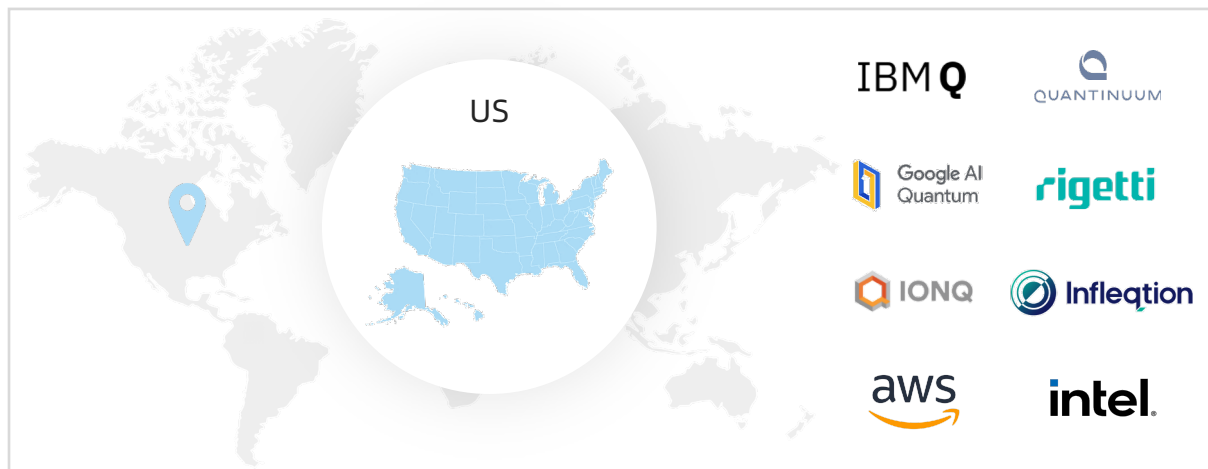 US
IBM Q
QUANTINUUM
Google AI
Quantum
rigetti
IONQ
Infleqtion
aws
intel.